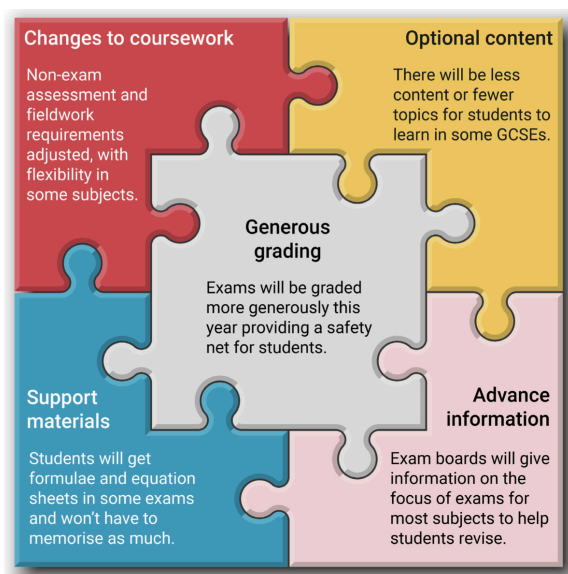 Changes to coursework
Non-exam
assessment and
fieldwork
requirements
adjusted, with
flexibility in
some subjects.
Optional content
There will be less
content or fewer
topics for students to
learn in some GCSEs.
Generous
grading
Exams will be graded
more generously this
year providing a safety
net for students.
Support
materials
Students will get
formulae and equation
sheets in some exams
and won't have to
memorise as much.
Advance
information
Exam boards will give
information on the
focus of exams for
most subjects to help
students revise.